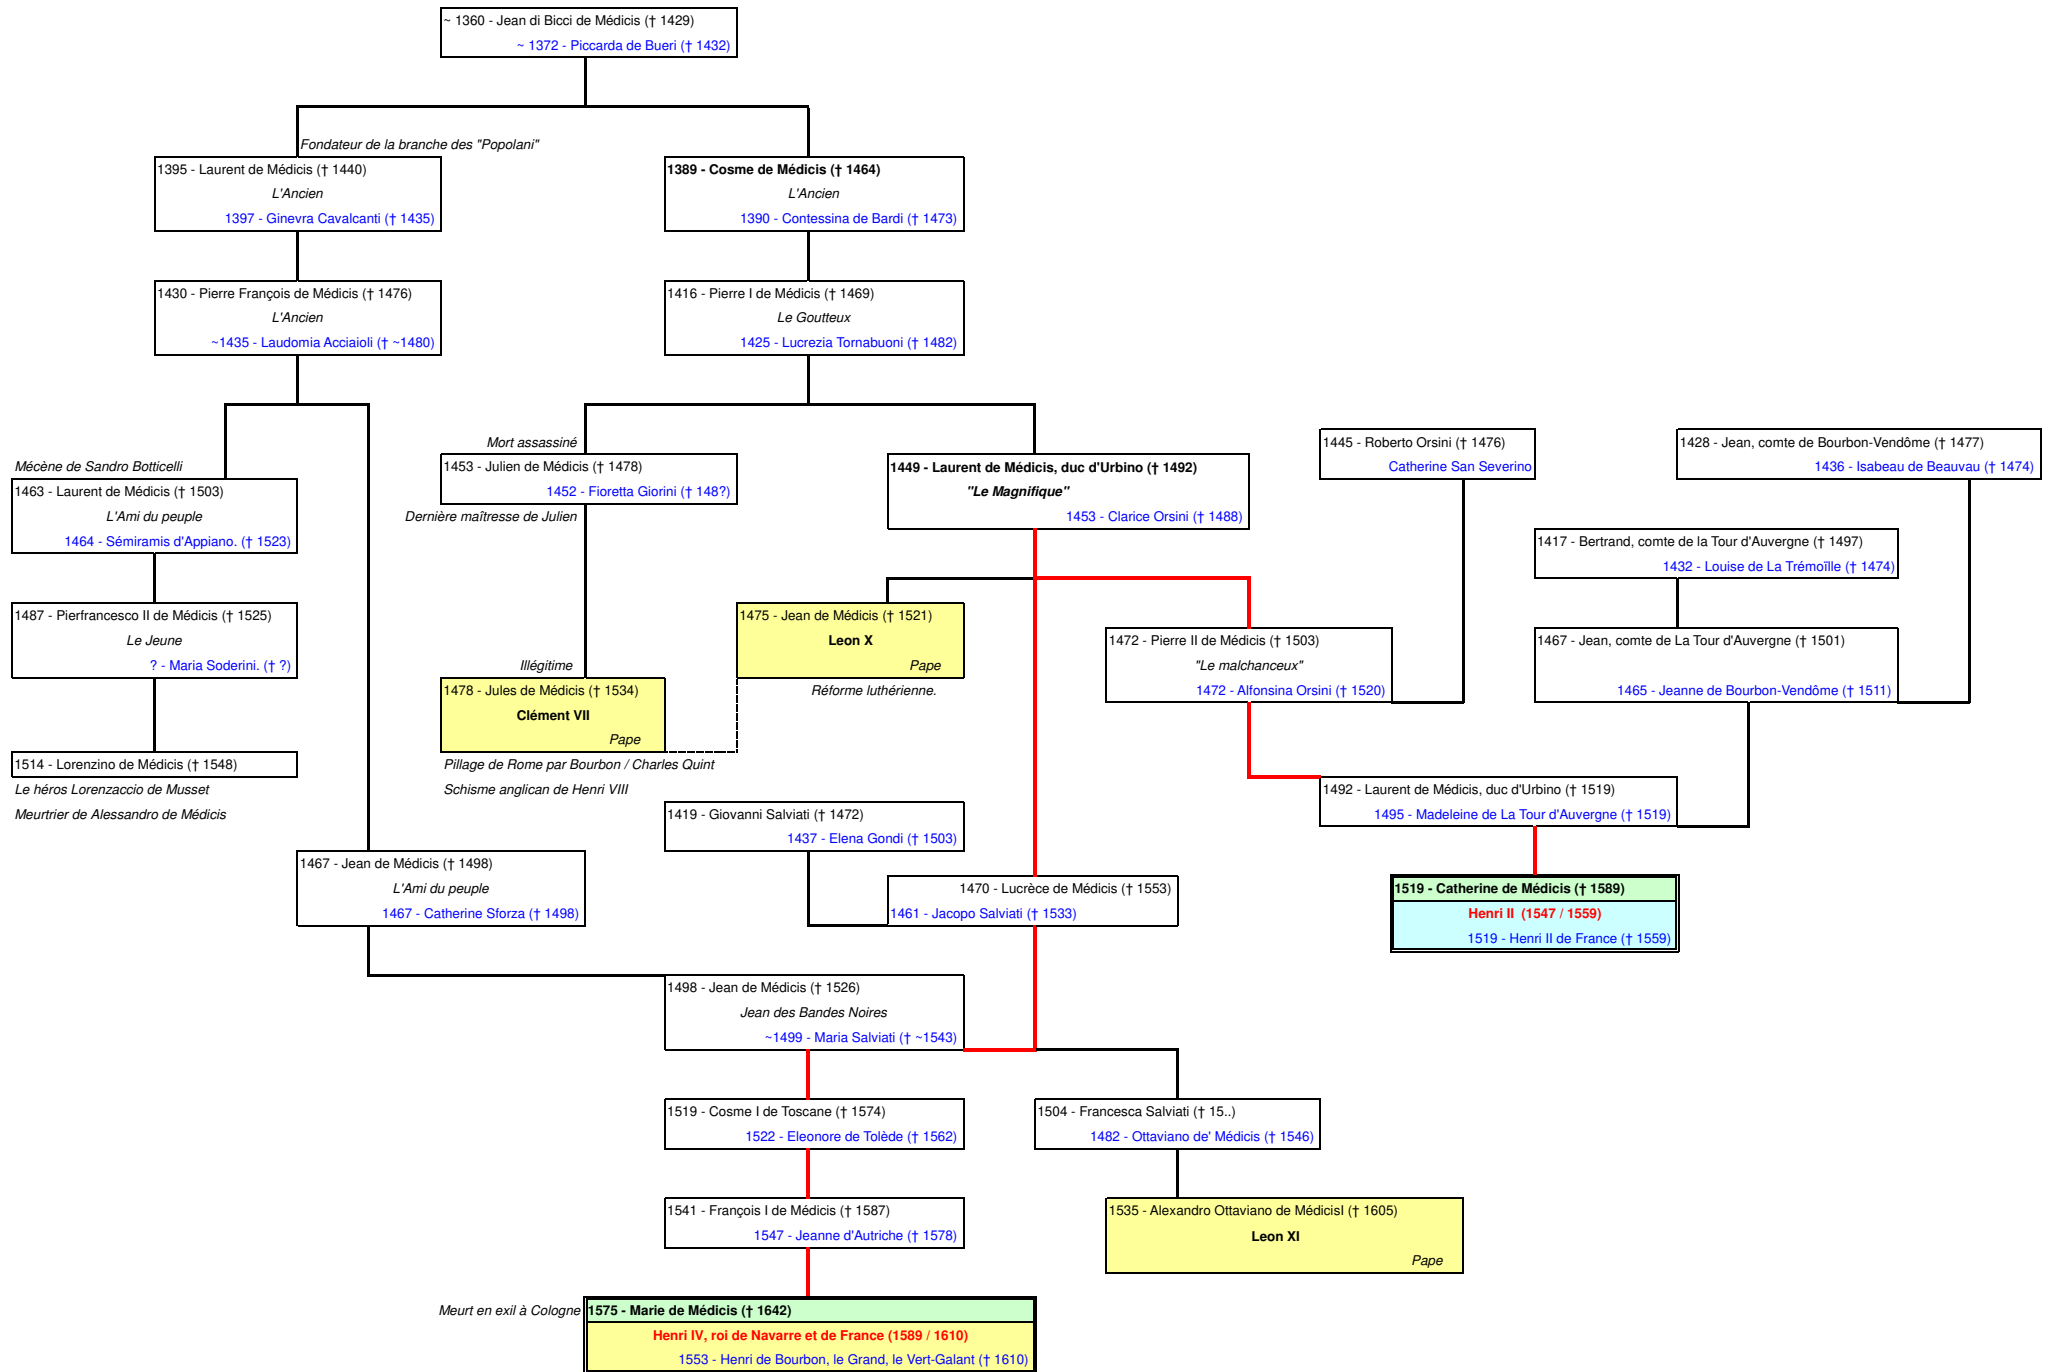 ~ 1360 - Jean di Bicci de Médicis († 1429)
~ 1372 - Piccarda de Bueri († 1432)
Fondateur de la branche des "Popolani"
1395 - Laurent de Médicis († 1440)
L'Ancien
1397 - Ginevra Cavalcanti († 1435)
1389 - Cosme de Médicis († 1464)
L'Ancien
1390 - Contessina de Bardi († 1473)
1430 - Pierre François de Médicis († 1476)
L'Ancien
~1435 - Laudomia Acciaioli († ~1480)
1416 - Pierre I de Médicis († 1469)
Le Goutteux
1425 - Lucrezia Tornabuoni († 1482)
Mécène de Sandro Botticelli
1463 - Laurent de Médicis († 1503)
L'Ami du peuple
1464 - Sémiramis d'Appiano. († 1523)
Mort assassiné
1453 - Julien de Médicis († 1478)
1452 - Fioretta Giorini († 148?)
Dernière maîtresse de Julien
1449 - Laurent de Médicis, duc d'Urbino († 1492)
"Le Magnifique"
1453 - Clarice Orsini († 1488)
1445 - Roberto Orsini († 1476)
Catherine San Severino
1428 - Jean, comte de Bourbon-Vendôme († 1477)
1436 - Isabeau de Beauvau († 1474)
1417 - Bertrand, comte de la Tour d'Auvergne († 1497)
1432 - Louise de La Trémoïlle († 1474)
1487 - Pierfrancesco II de Médicis († 1525)
Le Jeune
? - Maria Soderini. († ?)
Illégitime
1478 - Jules de Médicis († 1534)
Clément VII
Pape
Pillage de Rome par Bourbon / Charles Quint
Schisme anglican de Henri VIII
1475 - Jean de Médicis († 1521)
Leon X
Pape
Réforme luthérienne.
1472 - Pierre II de Médicis († 1503)
"Le malchanceux"
1472 - Alfonsina Orsini († 1520)
1467 - Jean, comte de La Tour d'Auvergne († 1501)
1465 - Jeanne de Bourbon-Vendôme († 1511)
1514 - Lorenzino de Médicis († 1548)
Le héros Lorenzaccio de Musset
Meurtrier de Alessandro de Médicis
1419 - Giovanni Salviati († 1472)
1437 - Elena Gondi († 1503)
1492 - Laurent de Médicis, duc d'Urbino († 1519)
1495 - Madeleine de La Tour d'Auvergne († 1519)
1467 - Jean de Médicis († 1498)
L'Ami du peuple
1467 - Catherine Sforza († 1498)
1470 - Lucrèce de Médicis († 1553)
1461 - Jacopo Salviati († 1533)
1519 - Catherine de Médicis († 1589)
Henri II (1547 / 1559)
1519 - Henri II de France († 1559)
1498 - Jean de Médicis († 1526)
Jean des Bandes Noires
~1499 - Maria Salviati († ~1543)
1519 - Cosme I de Toscane († 1574)
1522 - Eleonore de Tolède († 1562)
1504 - Francesca Salviati († 15..)
1482 - Ottaviano de' Médicis († 1546)
1541 - François I de Médicis († 1587)
1547 - Jeanne d'Autriche († 1578)
1535 - Alexandro Ottaviano de MédicisI († 1605)
Leon XI
Pape
Meurt en exil à Cologne
1575 - Marie de Médicis († 1642)
Henri IV, roi de Navarre et de France (1589 / 1610)
1553 - Henri de Bourbon, le Grand, le Vert-Galant († 1610)